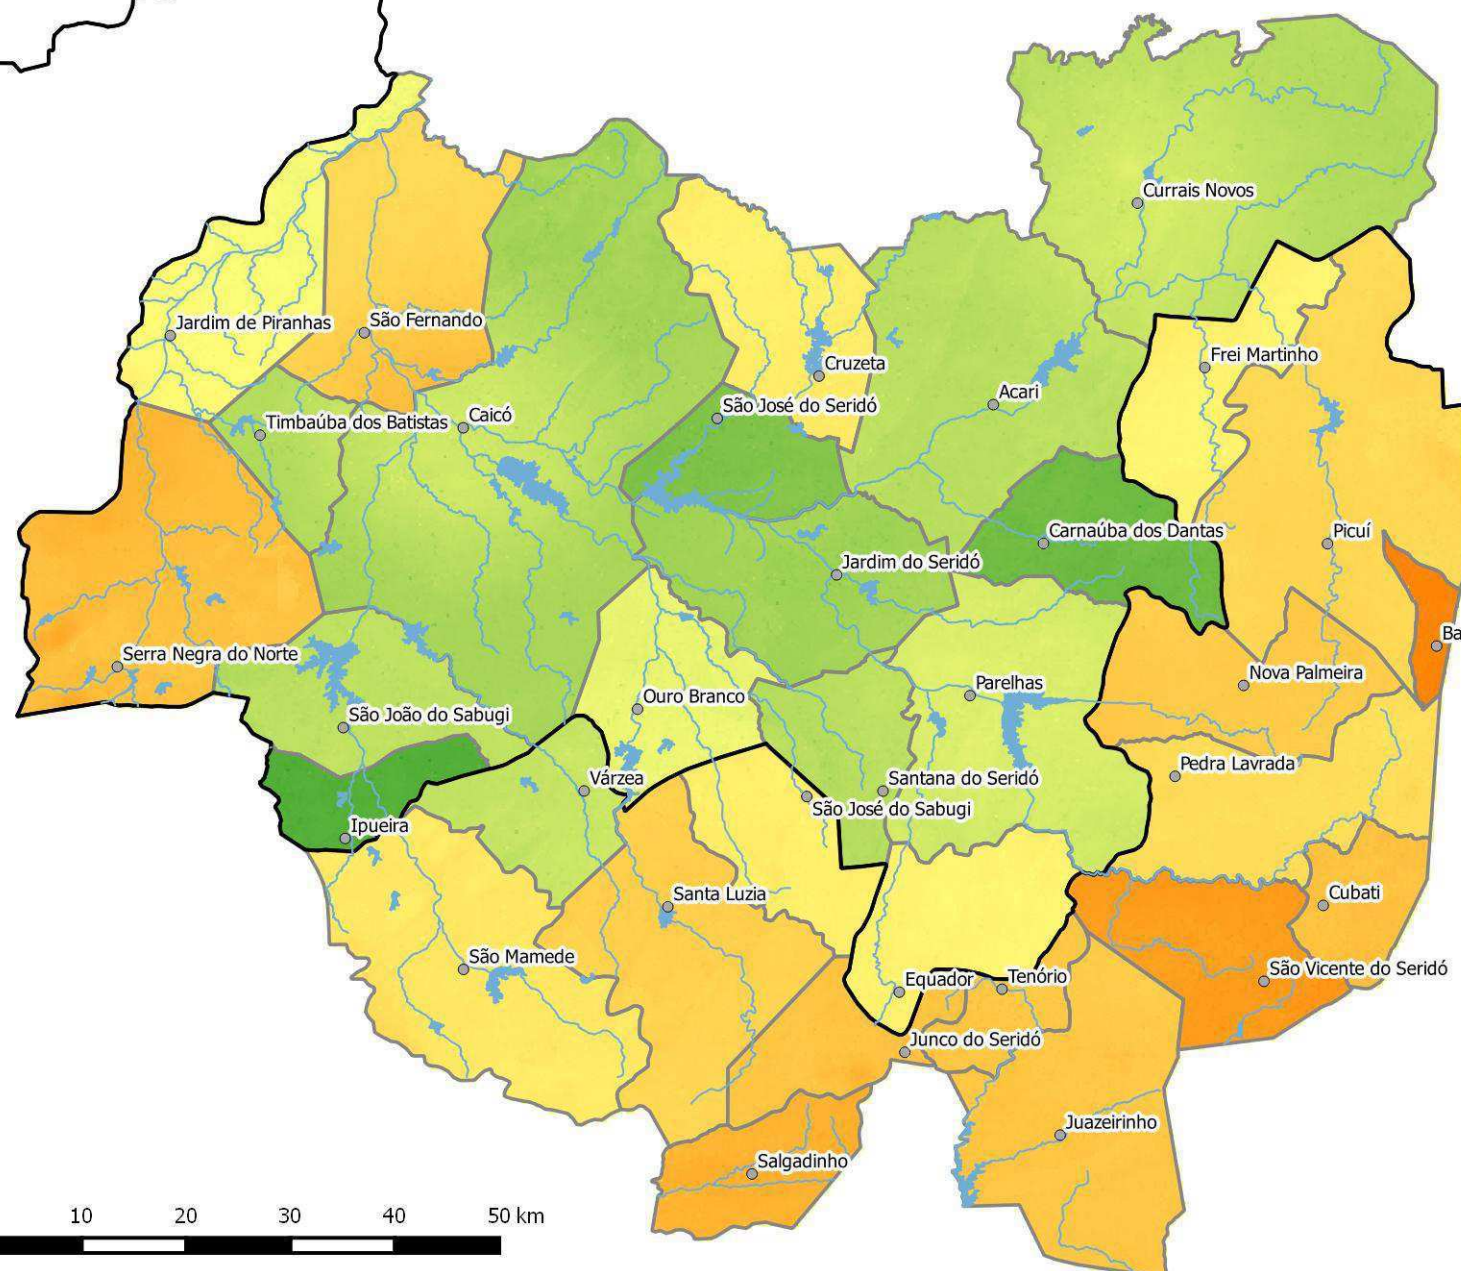 Currais Novos
Jardim de Piranhas
São Fernando
Frei Martinho
Cruzeta
Acari
São José do Seridó
Timbaúba dos Batistas
Caicó
Carnaúba dos Dantas
Picuí
Jardim do Seridó
Ba
Serra Negra do Norte
Nova Palmeira
Parelhas
Ouro Branco
São João do Sabugi
Pedra Lavrada
Várzea
Santana do Seridó
São José do Sabugi
Ipueira
Santa Luzia
Cubati
São Mamede
São Vicente do Seridó
Equador
Tenório
Junco do Seridó
Juazeirinho
Salgadinho
10 20 30 40 50 km